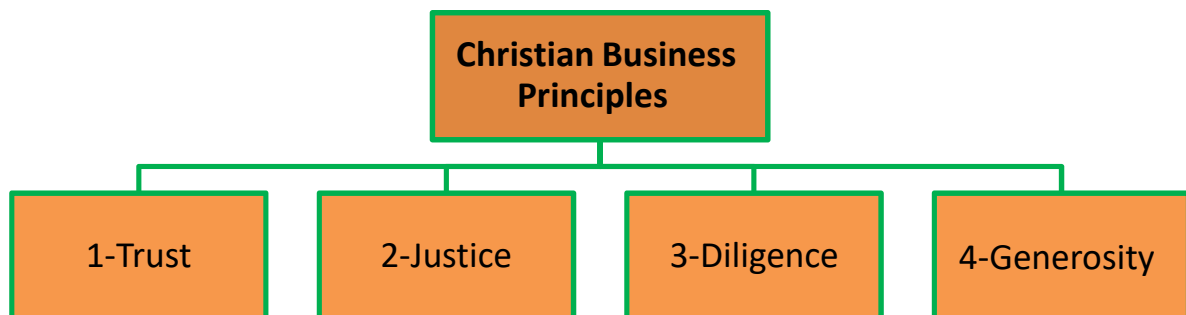 Christian Business
Principles
1-Trust
2-Justice
3-Diligence
4-Generosity